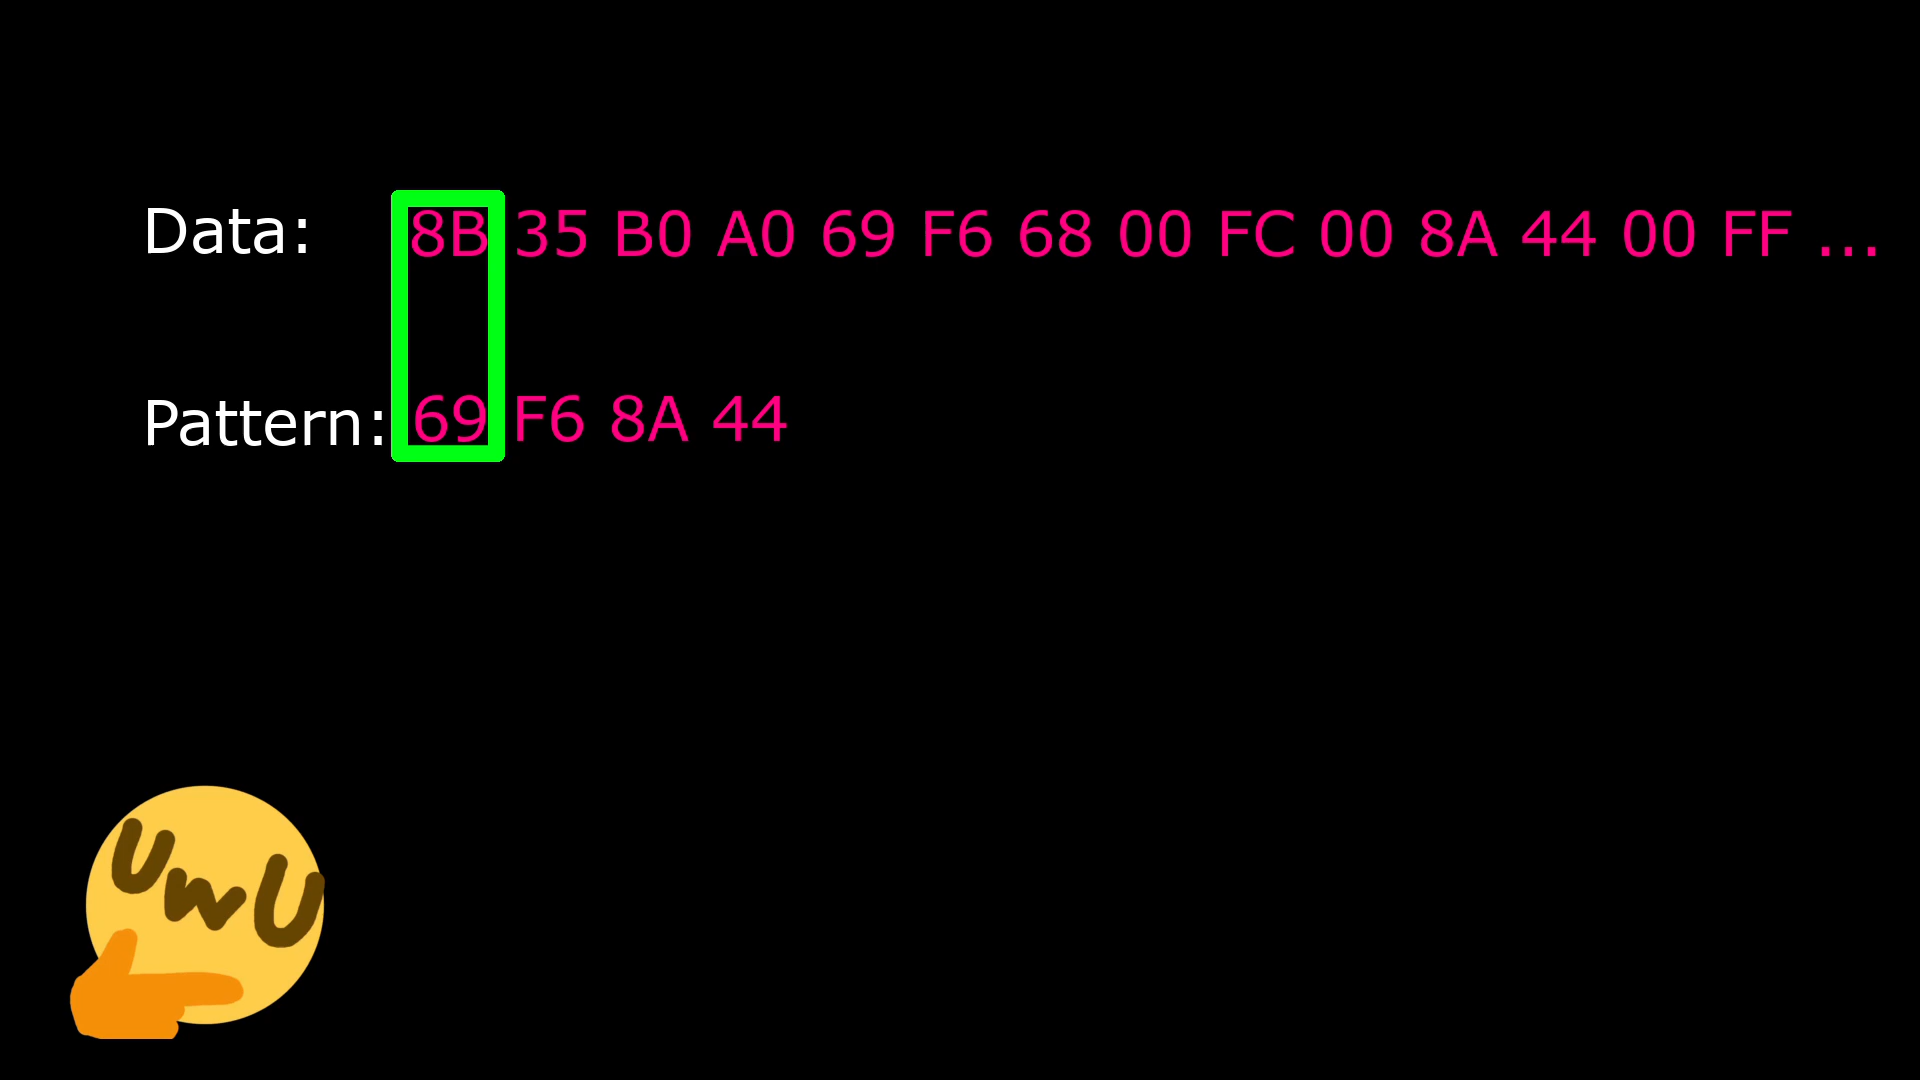 Data: 8B 35 B0 A0 69 F6 68 00 FC 00 8A 44 00 FF ...
Pattern: 69 F6 8A 44
UwU